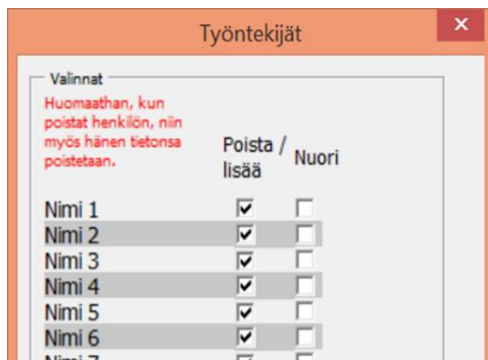 Työntekijät
x
Valinnat
Huomaathan, kun
poistat henkilön, niin
myös hänen tietonsa
poistetaan.
Poista /
lisää
Nuori
Nimi 1
Nimi 2
Nimi 3
Nimi 4
Nimi 5
Nimi 6